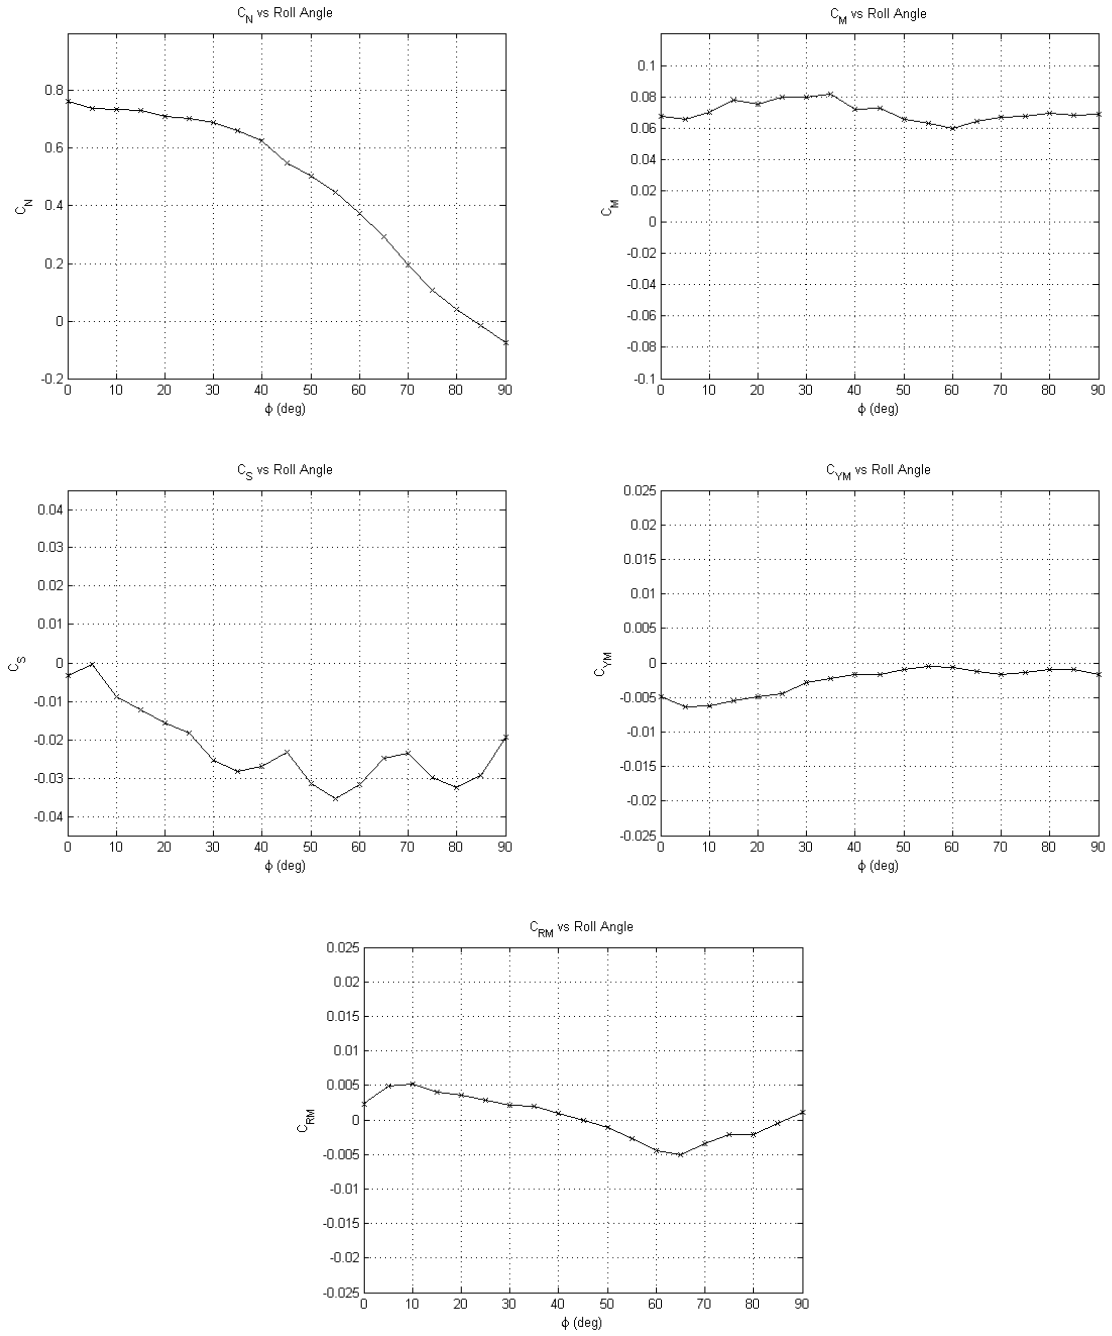 C_N vs Roll Angle
0.8
0.6
0.4
0.2
0
-0.2
C_N
0 10 20 30 40 50 60 70 80 90
ϕ (deg)
C_M vs Roll Angle
0.1
0.08
0.06
0.04
0.02
0
-0.02
-0.04
-0.06
-0.08
-0.1
C_M
0 10 20 30 40 50 60 70 80 90
ϕ (deg)
C_S vs Roll Angle
0.04
0.03
0.02
0.01
0
-0.01
-0.02
-0.03
-0.04
C_S
0 10 20 30 40 50 60 70 80 90
ϕ (deg)
C_YM vs Roll Angle
0.025
0.02
0.015
0.01
0.005
0
-0.005
-0.01
-0.015
-0.02
-0.025
C_YM
0 10 20 30 40 50 60 70 80 90
ϕ (deg)
C_RM vs Roll Angle
0.025
0.02
0.015
0.01
0.005
0
-0.005
-0.01
-0.015
-0.02
-0.025
C_RM
0 10 20 30 40 50 60 70 80 90
ϕ (deg)